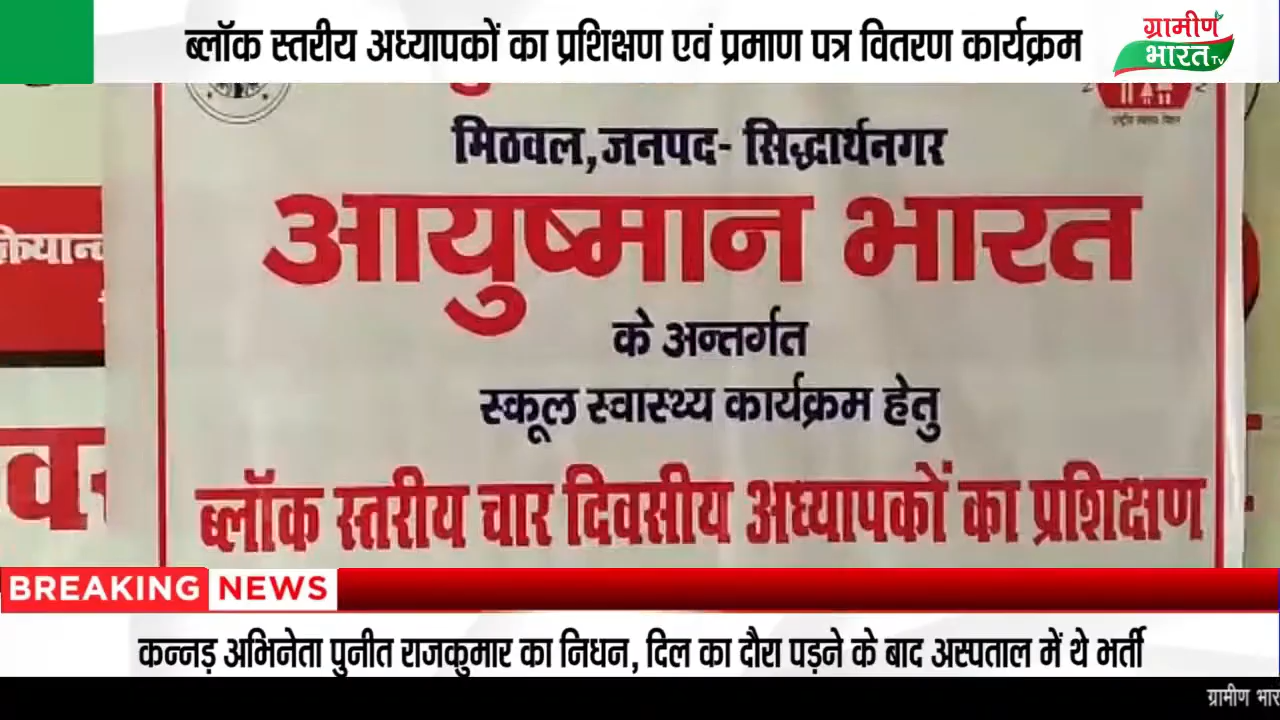 ब्लॉक स्तरीय अध्यापकों का प्रशिक्षण एवं प्रमाण पत्र वितरण कार्यक्रम
ग्रामीण
भारत Tv
मिठवल,जनपद- सिद्धार्थनगर
आयुष्मान भारत
के अन्तर्गत
स्कूल स्वास्थ्य कार्यक्रम हेतु
ब्लॉक स्तरीय चार दिवसीय अध्यापकों का प्रशिक्षण
BREAKING NEWS
कन्नड़ अभिनेता पुनीत राजकुमार का निधन, दिल का दौरा पड़ने के बाद अस्पताल में थे भर्ती
ग्रामीण